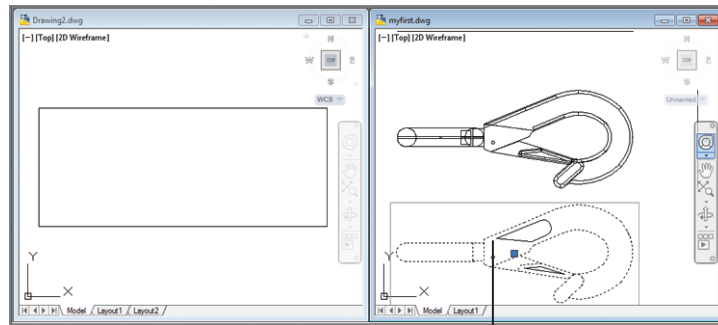 Drawing2.dwg
[−] [Top] [2D Wireframe]
N
W
TOP
E
S
WCS
Y
X
Model
Layout1
Layout2
myfirst.dwg
[−] [Top] [2D Wireframe]
N
W
TOP
E
S
Unnamed
Y
X
Model
Layout1